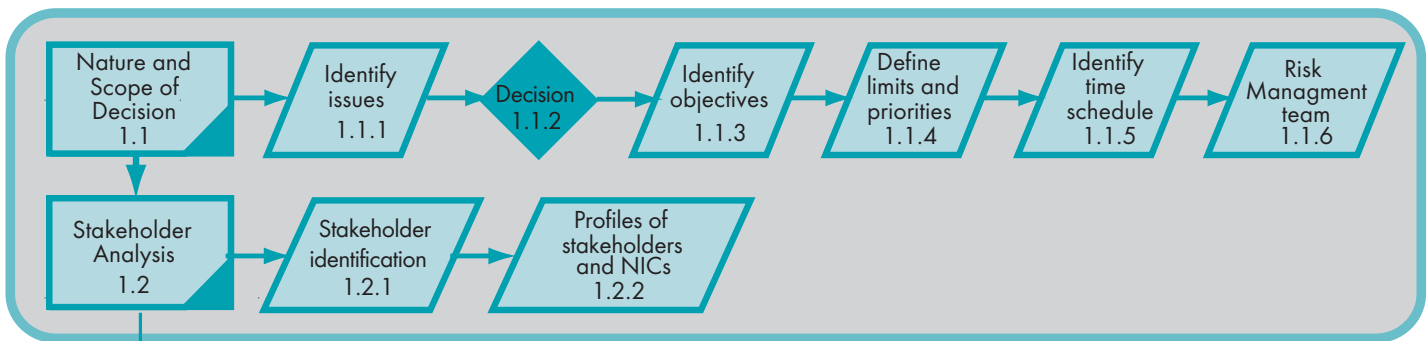 Nature and
Scope of
Decision
1.1
Identify
issues
1.1.1
Decision
1.1.2
Identify
objectives
1.1.3
Define
limits and
priorities
1.1.4
Identify
time
schedule
1.1.5
Risk
Managment
team
1.1.6
Stakeholder
Analysis
1.2
Stakeholder
identification
1.2.1
Profiles of
stakeholders
and NICs
1.2.2